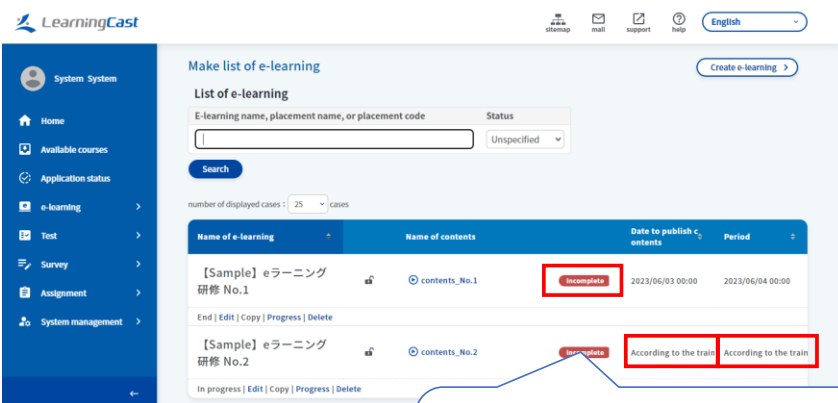 LearningCast
sitemap
mail
support
help
English
System System
Home
Available courses
Application status
e-learning
Test
Survey
Assignment
System management
Make list of e-learning
Create e-learning
List of e-learning
E-learning name, placement name, or placement code
Status
Unspecified
Search
number of displayed cases : 25 cases
Name of e-learning
Name of contents
Date to publish c
ontents
Period
【Sample】eラーニング
研修 No.1
contents_No.1
Incomplete
2023/06/03 00:00
2023/06/04 00:00
End | Edit | Copy | Progress | Delete
【Sample】eラーニング
研修 No.2
contents_No.2
Incomplete
According to the train
According to the train
In progress | Edit | Copy | Progress | Delete